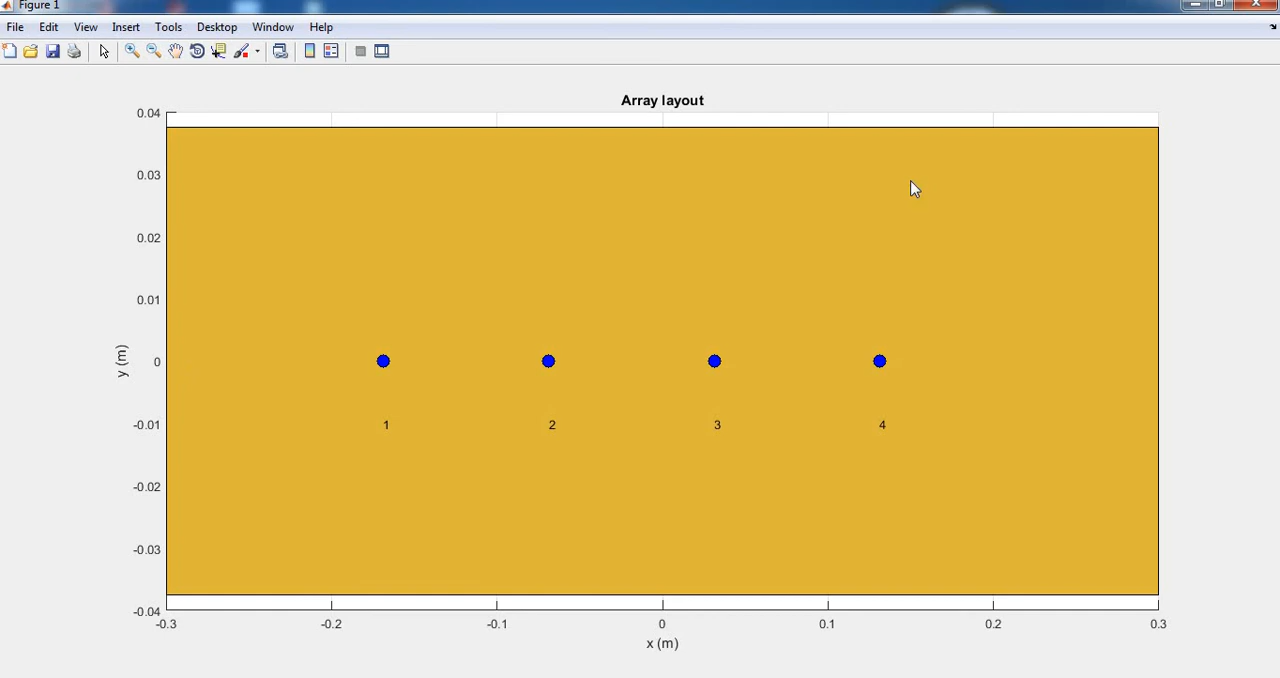 Figure 1
File Edit View Insert Tools Desktop Window Help
Array layout
0.04
0.03
0.02
0.01
0
-0.01
-0.02
-0.03
-0.04
y (m)
1 2 3 4
-0.3 -0.2 -0.1 0 0.1 0.2 0.3
x (m)